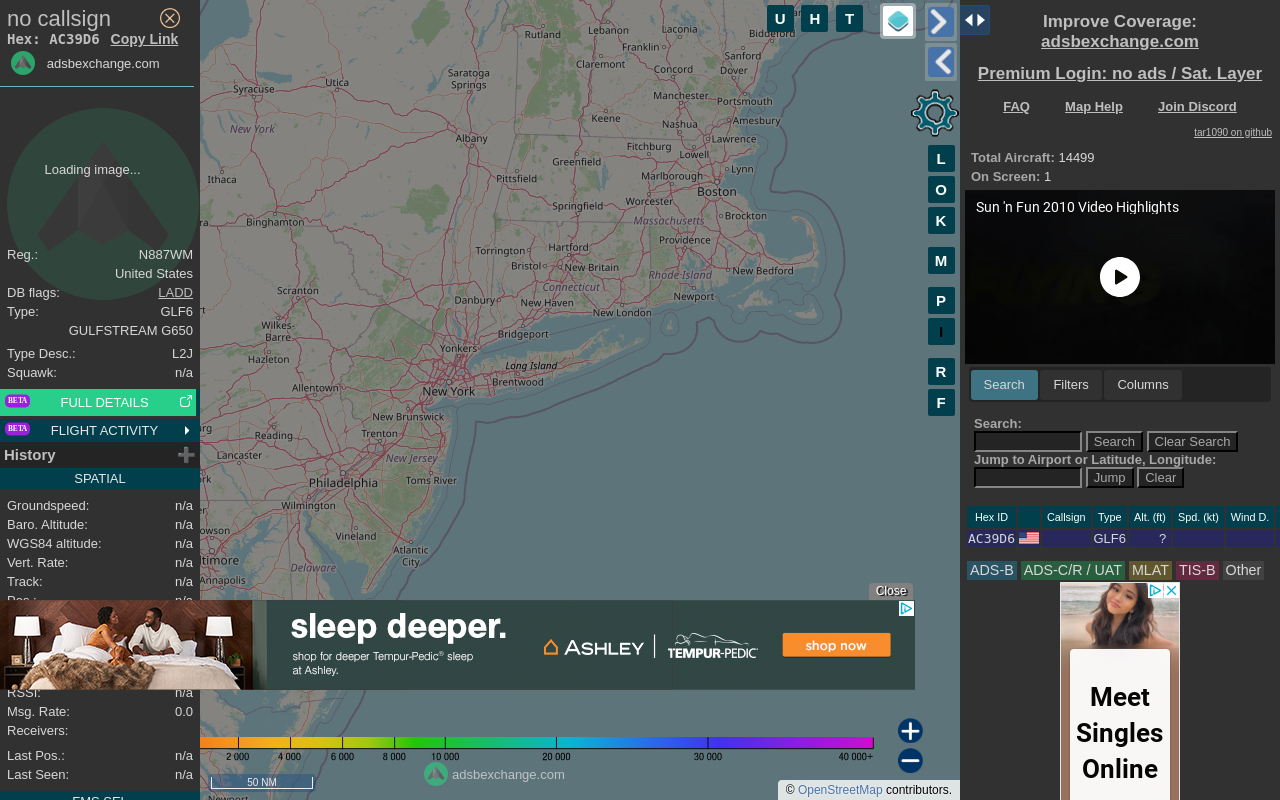 no callsign
Hex: AC39D6 Copy Link
adsbexchange.com
Loading image...
Reg.: N887WM
United States
DB flags: LADD
Type: GLF6
GULFSTREAM G650
Type Desc.: L2J
Squawk: n/a
BETA FULL DETAILS
BETA FLIGHT ACTIVITY
History
SPATIAL
Groundspeed: n/a
Baro. Altitude: n/a
WGS84 altitude: n/a
Vert. Rate: n/a
Track: n/a
RSSI: n/a
Msg. Rate: 0.0
Receivers:
Last Pos.: n/a
Last Seen: n/a
U H T
L
O
K
M
P
I
R
F
Rutland
Lebanon
Laconia
Franklin
Sanford
Claremont
Concord
Dover
Utica
Saratoga
Springs
Syracuse
Manchester
Portsmouth
Keene
Nashua
Amesbury
New York
Albany
Fitchburg
Lawrence
Greenfield
Lowell
Lynn
Ithaca
Pittsfield
Marlborough
Boston
Springfield
Worcester
Binghamton
Massachusetts
Brockton
Torrington
Hartford
Providence
Bristol
New Britain
Rhode Island
New Bedford
Connecticut
Newport
Scranton
Danbury
New Haven
New London
Wilkes-
Barre
Bridgeport
Hazleton
Yonkers
Long Island
Allentown
New York
Brentwood
New Brunswick
Reading
Trenton
Lancaster
New Jersey
Philadelphia
Toms River
Wilmington
Vineland
Atlantic
City
Annapolis
Delaware
Close
sleep deeper.
shop for deeper Tempur-Pedic® sleep
at Ashley.
ASHLEY
TEMPUR-PEDIC
shop now
2 000 4 000 6 000 8 000 10 000 20 000 30 000 40 000+
adsbexchange.com
50 NM
© OpenStreetMap contributors.
Improve Coverage:
adsbexchange.com
Premium Login: no ads / Sat. Layer
FAQ Map Help Join Discord
tar1090 on github
Total Aircraft: 14499
On Screen: 1
Sun 'n Fun 2010 Video Highlights
Search Filters Columns
Search:
Search Clear Search
Jump to Airport or Latitude, Longitude:
Jump Clear
Hex ID Callsign Type Alt. (ft) Spd. (kt) Wind D.
AC39D6 GLF6 ?
ADS-B ADS-C/R / UAT MLAT TIS-B Other
Meet
Singles
Online